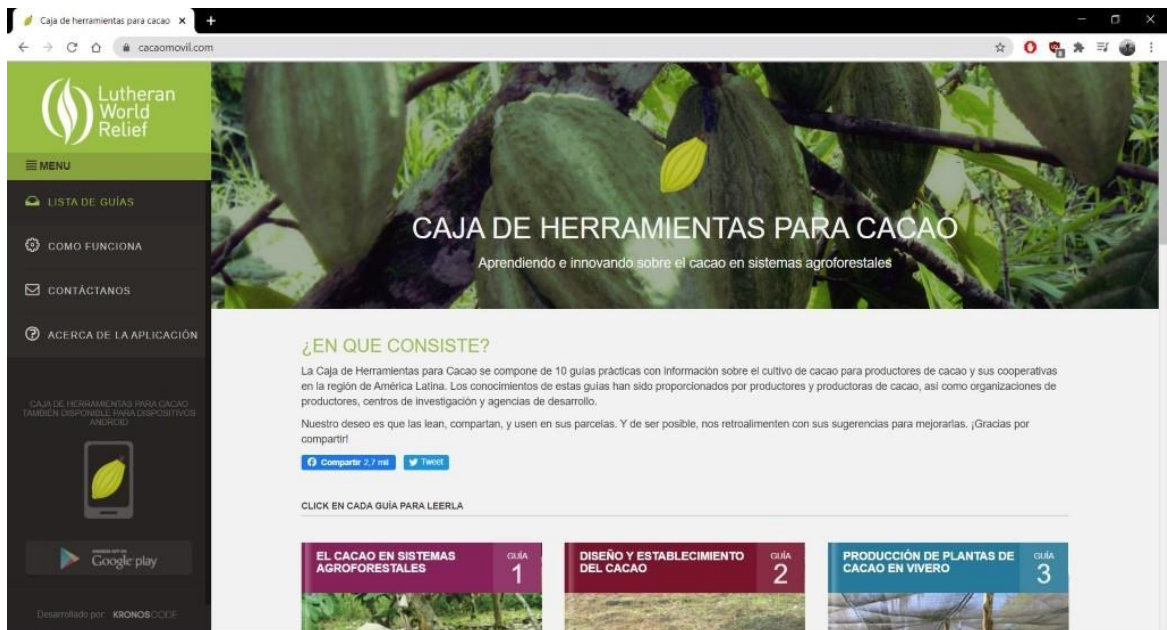 Caja de herramientas para cacao
cacaomovil.com
Lutheran
World
Relief
MENU
LISTA DE GUÍAS
COMO FUNCIONA
CONTÁCTANOS
ACERCA DE LA APLICACIÓN
CAJA DE HERRAMIENTAS PARA CACAO
TAMBIÉN DISPONIBLE PARA DISPOSITIVOS
ANDROID
Google play
Desarrollado por: KRONOSCODE
CAJA DE HERRAMIENTAS PARA CACAO
Aprendiendo e innovando sobre el cacao en sistemas agroforestales
¿EN QUE CONSISTE?
La Caja de Herramientas para Cacao se compone de 10 guías prácticas con información sobre el cultivo de cacao para productores de cacao y sus cooperativas
en la región de América Latina. Los conocimientos de estas guías han sido proporcionados por productores y productoras de cacao, así como organizaciones de
productores, centros de investigación y agencias de desarrollo.
Nuestro deseo es que las lean, compartan, y usen en sus parcelas. Y de ser posible, nos retroalimenten con sus sugerencias para mejorarlas. ¡Gracias por
compartir!
Compartir 2,7 mil
Tweet
CLICK EN CADA GUÍA PARA LEERLA
EL CACAO EN SISTEMAS
AGROFORESTALES
GUÍA
1
DISEÑO Y ESTABLECIMIENTO
DEL CACAO
GUÍA
2
PRODUCCIÓN DE PLANTAS DE
CACAO EN VIVERO
GUÍA
3